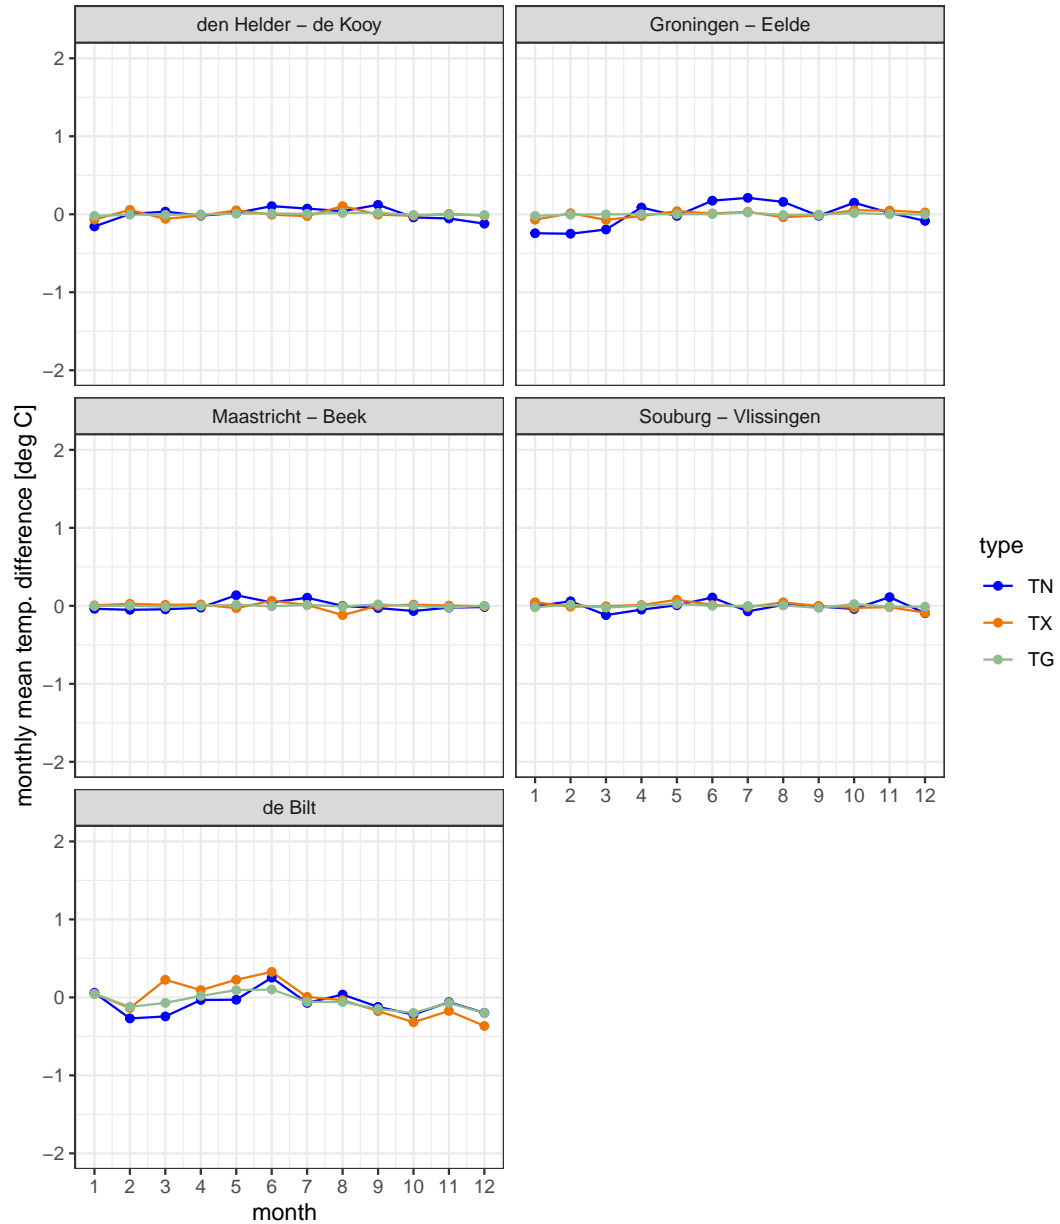 den Helder − de Kooy
Groningen − Eelde
2
1
0
−1
−2
Maastricht − Beek
Souburg − Vlissingen
2
1
0
−1
−2
1 2 3 4 5 6 7 8 9 10 11 12
de Bilt
2
1
0
−1
−2
1 2 3 4 5 6 7 8 9 10 11 12
month
monthly mean temp. difference [deg C]
type
TN
TX
TG